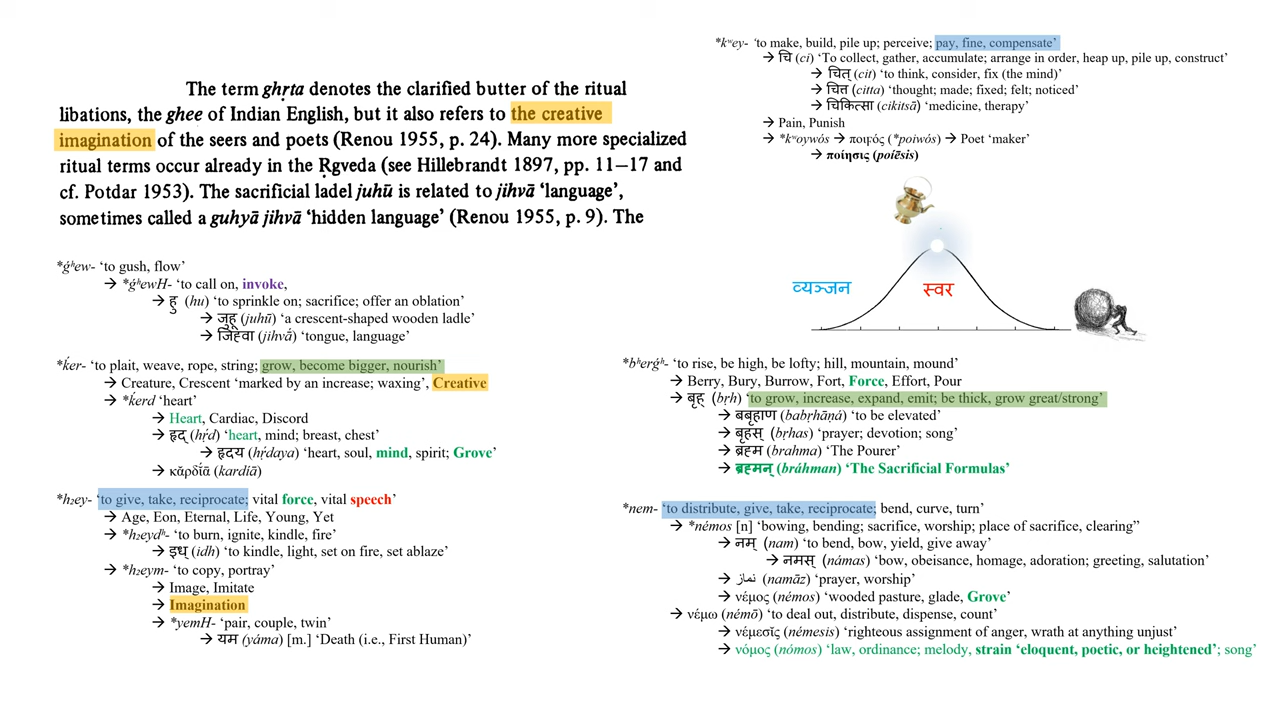 The term ghṛta denotes the clarified butter of the ritual
libations, the ghee of Indian English, but it also refers to the creative
imagination of the seers and poets (Renou 1955, p. 24). Many more specialized
ritual terms occur already in the Ṛgveda (see Hillebrandt 1897, pp. 11–17 and
cf. Potdar 1953). The sacrificial ladel juhū is related to jihvā ‘language’,
sometimes called a guhyā jihvā ‘hidden language’ (Renou 1955, p. 9). The
*ǵʰew- ‘to gush, flow’
→ *ǵʰewH- ‘to call on, invoke,
→ हु (hu) ‘to sprinkle on; sacrifice; offer an oblation’
→ जुहू (juhū) ‘a crescent-shaped wooden ladle’
→ जिह्वा (jihvā́) ‘tongue, language’
*ḱer- ‘to plait, weave, rope, string; grow, become bigger, nourish’
→ Creature, Crescent ‘marked by an increase; waxing’, Creative
→ *ḱerd ‘heart’
→ Heart, Cardiac, Discord
→ हृद् (hṛ́d) ‘heart, mind; breast, chest’
→ हृदय (hṛ́daya) ‘heart, soul, mind, spirit; Grove’
→ κᾰρδῐ́ᾱ (kardíā)
*h₂ey- ‘to give, take, reciprocate; vital force, vital speech’
→ Age, Eon, Eternal, Life, Young, Yet
→ *h₂eydʰ- ‘to burn, ignite, kindle, fire’
→ इध् (idh) ‘to kindle, light, set on fire, set ablaze’
→ *h₂eym- ‘to copy, portray’
→ Image, Imitate
→ Imagination
→ *yemH- ‘pair, couple, twin’
→ यम (yáma) [m.] ‘Death (i.e., First Human)’
*kʷey- ‘to make, build, pile up; perceive; pay, fine, compensate’
→ चि (ci) ‘To collect, gather, accumulate; arrange in order, heap up, pile up, construct’
→ चित् (cit) ‘to think, consider, fix (the mind)’
→ चित्त (citta) ‘thought; made; fixed; felt; noticed’
→ चिकित्सा (cikitsā) ‘medicine, therapy’
→ Pain, Punish
→ *kʷoywós → ποιϝός (*poiwós) → Poet ‘maker’
→ ποίησις (poíēsis)
व्यञ्जन
स्वर
*bʰerǵʰ- ‘to rise, be high, be lofty; hill, mountain, mound’
→ Berry, Bury, Burrow, Fort, Force, Effort, Pour
→ बृह् (bṛh) ‘to grow, increase, expand, emit; be thick, grow great/strong’
→ बबृहाण (babṛhāṇá) ‘to be elevated’
→ बृहस् (bṛhas) ‘prayer; devotion; song’
→ ब्रह्म (brahma) ‘The Pourer’
→ ब्रह्मन् (bráhman) ‘The Sacrificial Formulas’
*nem- ‘to distribute, give, take, reciprocate; bend, curve, turn’
→ *némos [n] ‘bowing, bending; sacrifice, worship; place of sacrifice, clearing”
→ नम् (nam) ‘to bend, bow, yield, give away’
→ नमस् (námas) ‘bow, obeisance, homage, adoration; greeting, salutation’
→ نماز (namāz) ‘prayer, worship’
→ νέμος (némos) ‘wooded pasture, glade, Grove’
→ νέμω (némō) ‘to deal out, distribute, dispense, count’
→ νέμεσῐς (némesis) ‘righteous assignment of anger, wrath at anything unjust’
→ νόμος (nómos) ‘law, ordinance; melody, strain ‘eloquent, poetic, or heightened’; song’